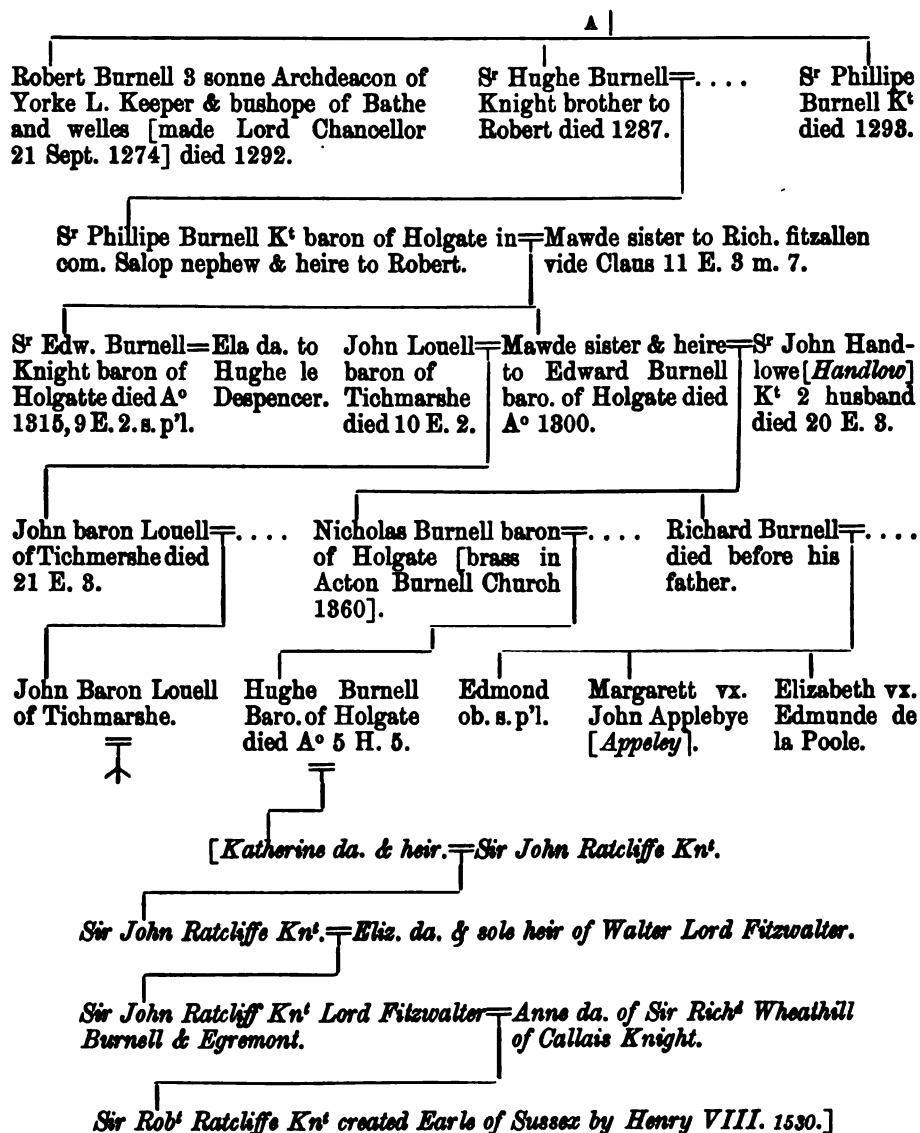 A
Robert Burnell 3 sonne Archdeacon of
Yorke L. Keeper & bushope of Bathe
and welles [made Lord Chancellor
21 Sept. 1274] died 1292.
Sr Hughe Burnell=. . . .
Knight brother to
Robert died 1287.
Sr Phillipe
Burnell Kt
died 1293.
Sr Phillipe Burnell Kt baron of Holgate in=Mawde sister to Rich. fitzallen
com. Salop nephew & heire to Robert.
vide Claus 11 E. 3 m. 7.
Sr Edw. Burnell=Ela da. to
Knight baron of
Holgatte died Ao
1315, 9 E. 2. s. p'l.
Hughe le
Despencer.
John Louell=Mawde sister & heire=Sr John Hand-
baron of
Tichmarshe
died 10 E. 2.
to Edward Burnell
baro. of Holgate died
Ao 1300.
lowe [Handlow]
Kt 2 husband
died 20 E. 3.
John baron Louell=. . . .
of Tichmershe died
21 E. 3.
Nicholas Burnell baron=. . . .
of Holgate [brass in
Acton Burnell Church
1360].
Richard Burnell=. . . .
died before his
father.
John Baron Louell
of Tichmarshe.
Hughe Burnell
Baro. of Holgate
died Ao 5 H. 5.
Edmond
ob. s. p'l.
Margarett vx.
John Applebye
[Appeley].
Elizabeth vx.
Edmunde de
la Poole.
[Katherine da. & heir.=Sir John Ratcliffe Knt.
Sir John Ratcliffe Knt.=Eliz. da. & sole heir of Walter Lord Fitzwalter.
Sir John Ratcliff Knt Lord Fitzwalter=Anne da. of Sir Richd Wheathill
Burnell & Egremont.
of Callais Knight.
Sir Robt Ratcliffe Knt created Earle of Sussex by Henry VIII. 1530.]